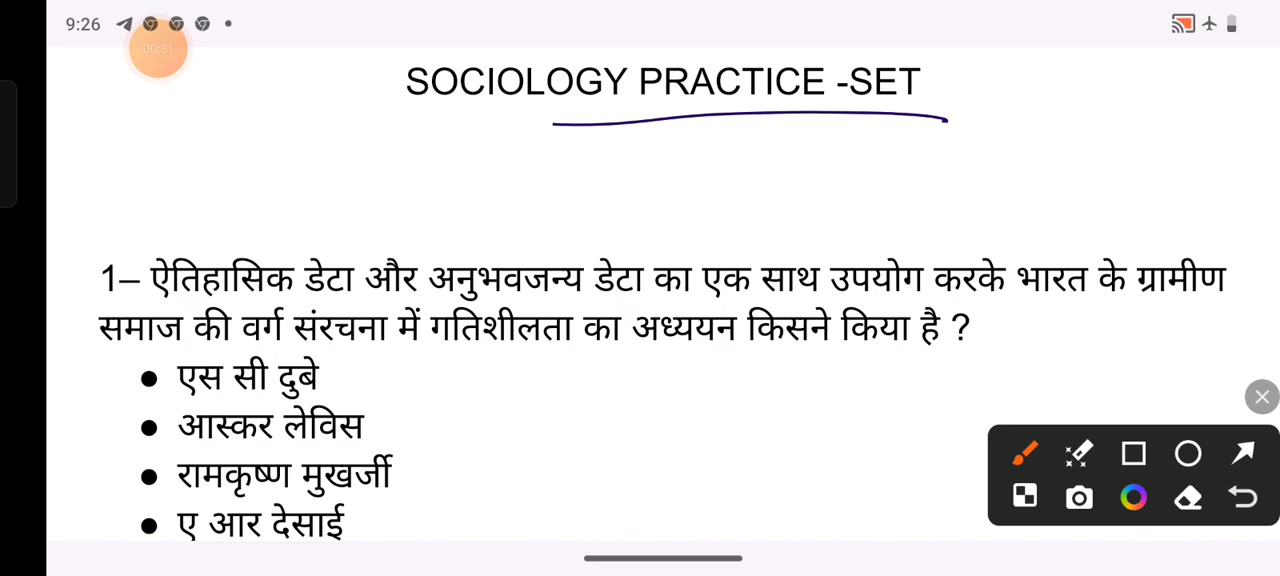 9:26
00:31
SOCIOLOGY PRACTICE -SET
1– ऐतिहासिक डेटा और अनुभवजन्य डेटा का एक साथ उपयोग करके भारत के ग्रामीण
समाज की वर्ग संरचना में गतिशीलता का अध्ययन किसने किया है ?
● एस सी दुबे
● आस्कर लेविस
● रामकृष्ण मुखर्जी
● ए आर देसाई